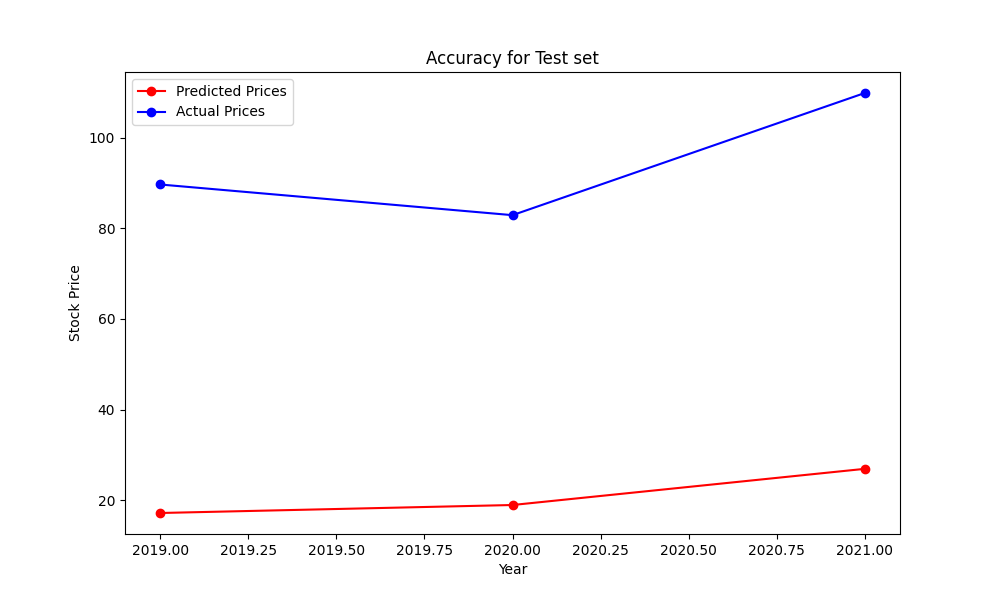 Accuracy for Test set
Predicted Prices
Actual Prices
100
80
60
40
20
Stock Price
2019.00 2019.25 2019.50 2019.75 2020.00 2020.25 2020.50 2020.75 2021.00
Year